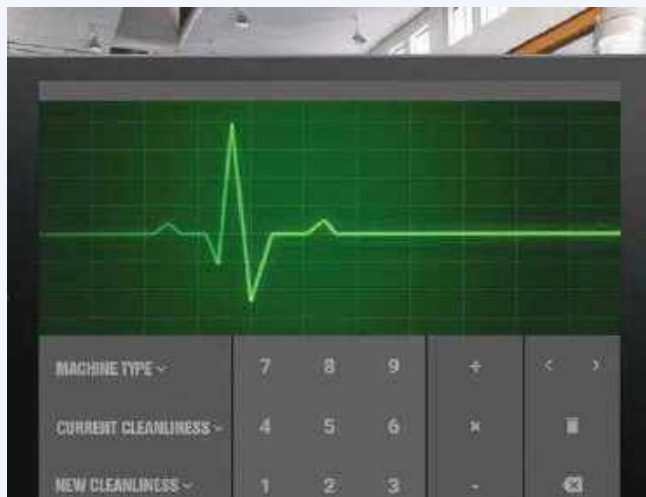 MACHINE TYPE 7 8 9 ÷ < >
CURRENT CLEANLINESS 4 5 6 ×
NEW CLEANLINESS 1 2 3 -